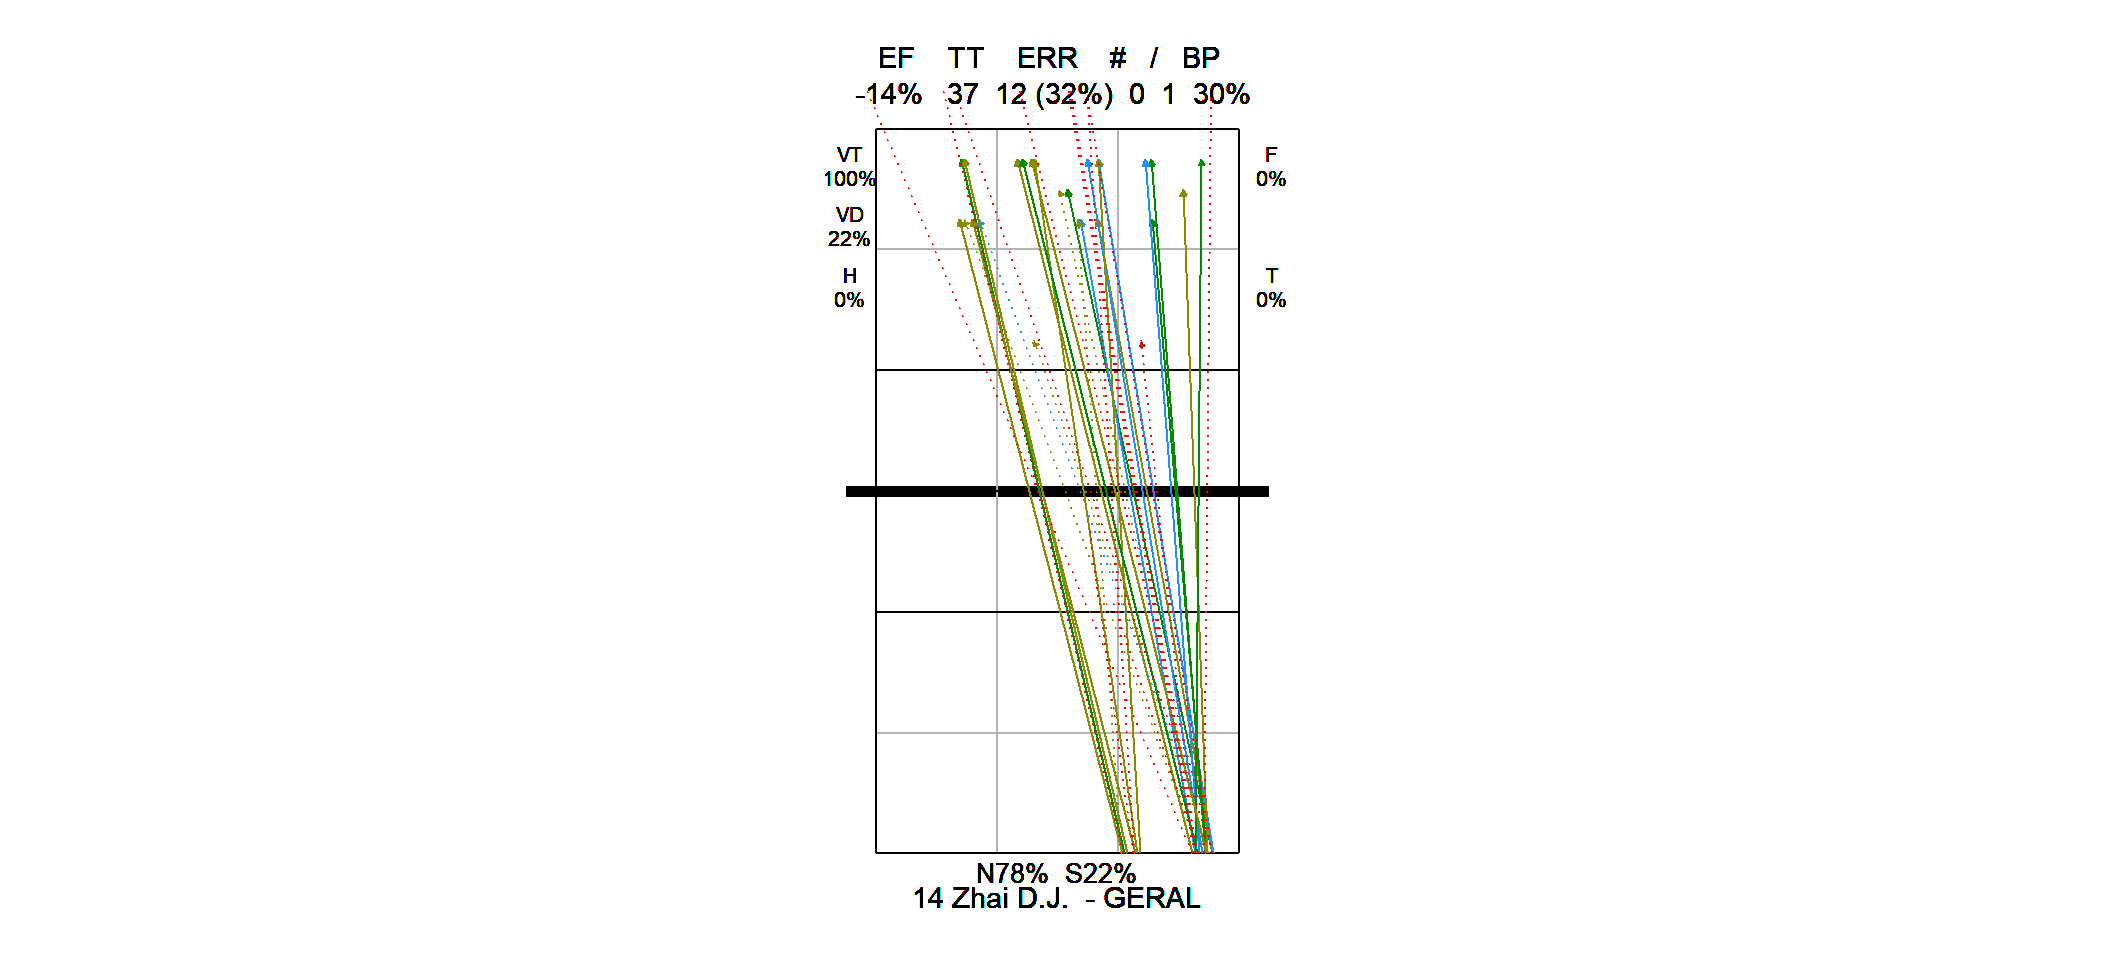 EF TT ERR # / BP
-14% 37 12 (32%) 0 1 30%
VT
100%
F
0%
VD
22%
H
0%
T
0%
N78% S22%
14 Zhai D.J. - GERAL